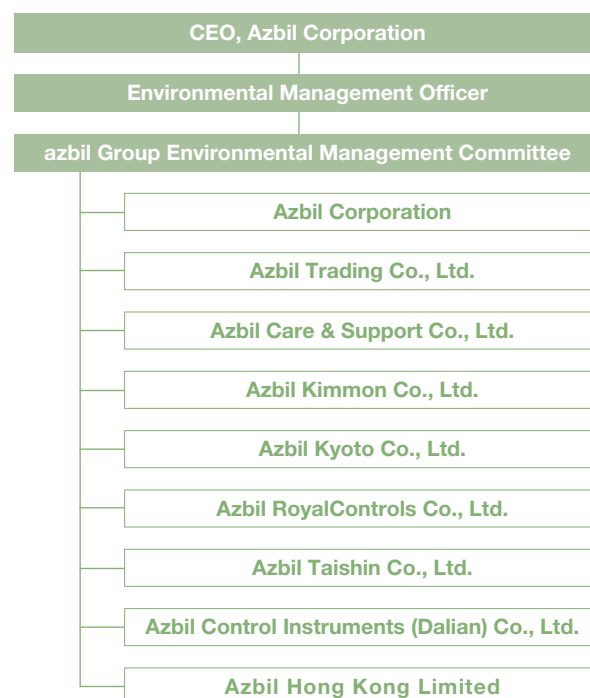 CEO, Azbil Corporation
Environmental Management Officer
azbil Group Environmental Management Committee
Azbil Corporation
Azbil Trading Co., Ltd.
Azbil Care & Support Co., Ltd.
Azbil Kimmon Co., Ltd.
Azbil Kyoto Co., Ltd.
Azbil RoyalControls Co., Ltd.
Azbil Taishin Co., Ltd.
Azbil Control Instruments (Dalian) Co., Ltd.
Azbil Hong Kong Limited